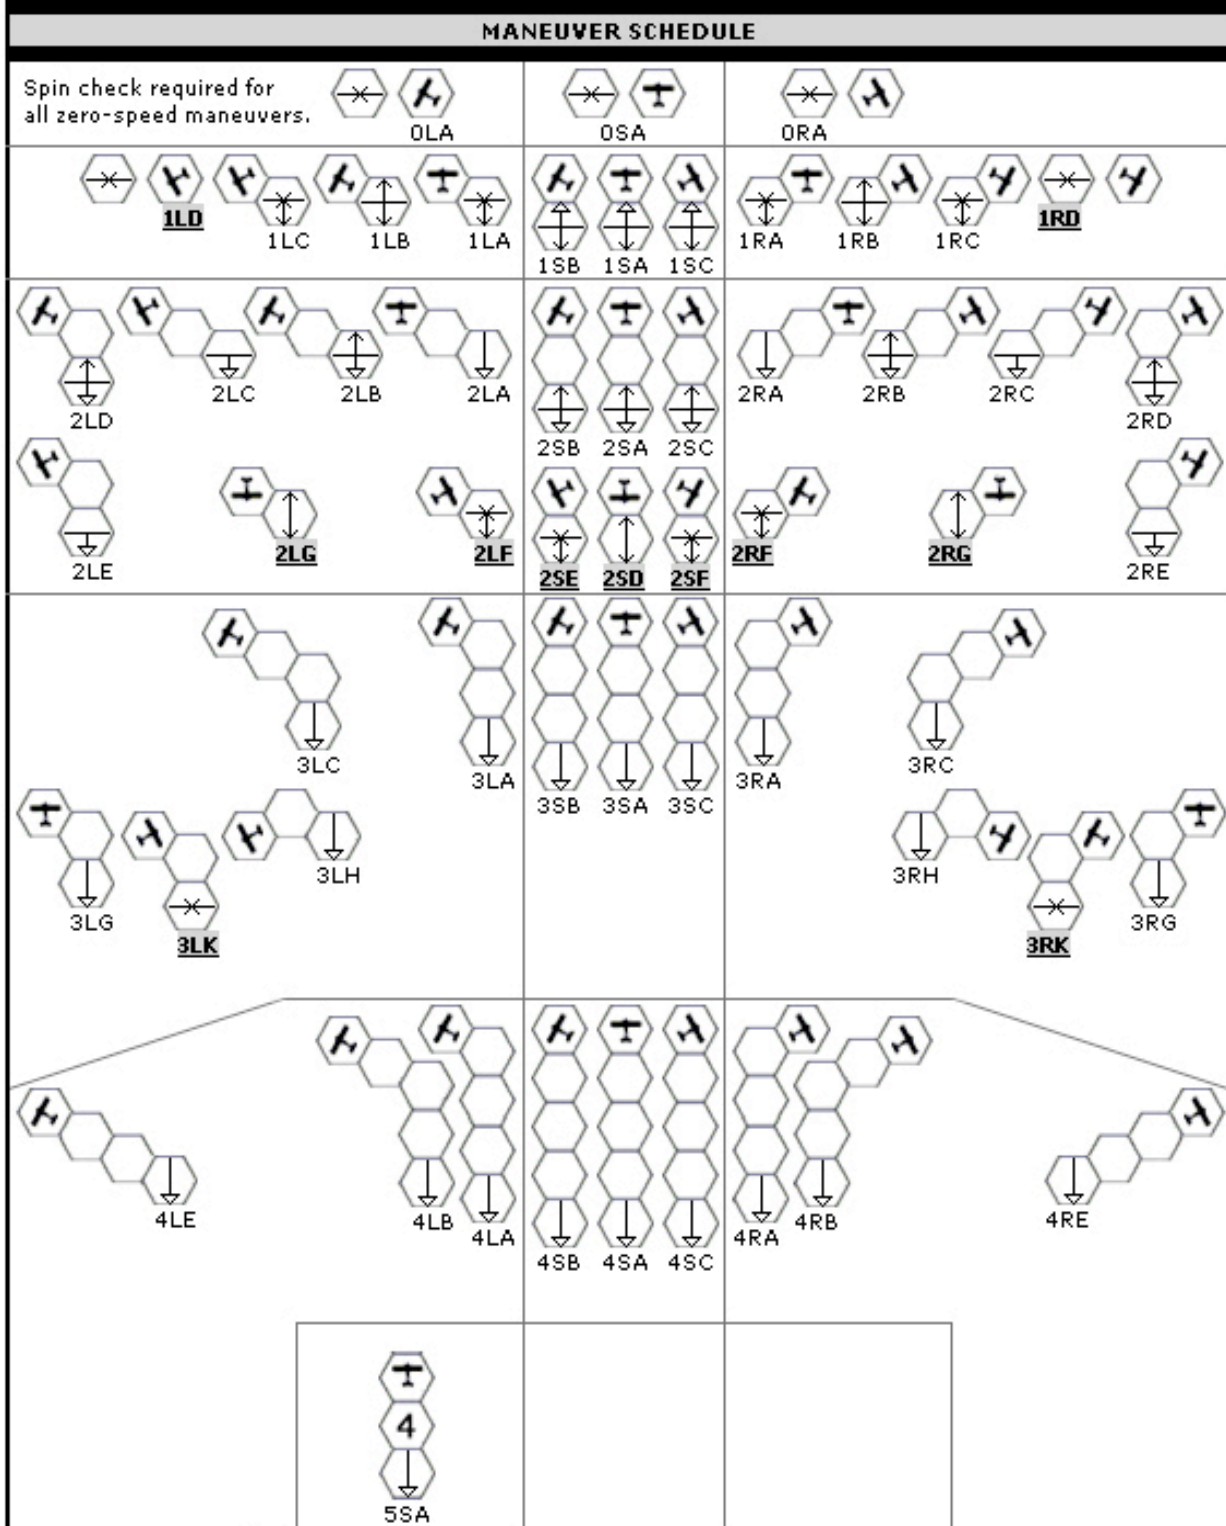 MANEUVER SCHEDULE
Spin check required for
all zero-speed maneuvers.
0LA
0SA
0RA
1LD
1LC
1LB
1LA
1SB
1SA
1SC
1RA
1RB
1RC
1RD
2LD
2LC
2LB
2LA
2SB
2SA
2SC
2RA
2RB
2RC
2RD
2LE
2LG
2LF
2SE
2SD
2SF
2RF
2RG
2RE
3LC
3LA
3SB
3SA
3SC
3RA
3RC
3LG
3LK
3LH
3RH
3RK
3RG
4LE
4LB
4LA
4SB
4SA
4SC
4RA
4RB
4RE
4
5SA